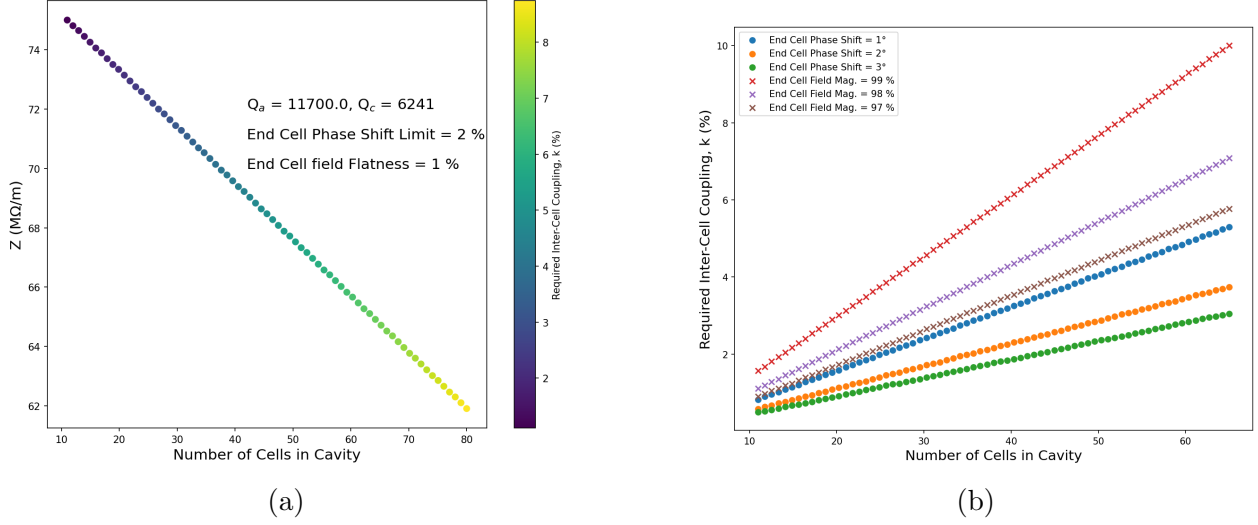 74
72
70
68
66
64
62
Z (MΩ/m)
10
20
30
40
50
60
70
80
Number of Cells in Cavity
Q_a = 11700.0, Q_c = 6241
End Cell Phase Shift Limit = 2 %
End Cell field Flatness = 1 %
8
7
6
5
4
3
2
Required Inter-Cell Coupling, k (%)
(a)
10
8
6
4
2
Required Inter-Cell Coupling, k (%)
End Cell Phase Shift = 1°
End Cell Phase Shift = 2°
End Cell Phase Shift = 3°
End Cell Field Mag. = 99 %
End Cell Field Mag. = 98 %
End Cell Field Mag. = 97 %
10
20
30
40
50
60
Number of Cells in Cavity
(b)